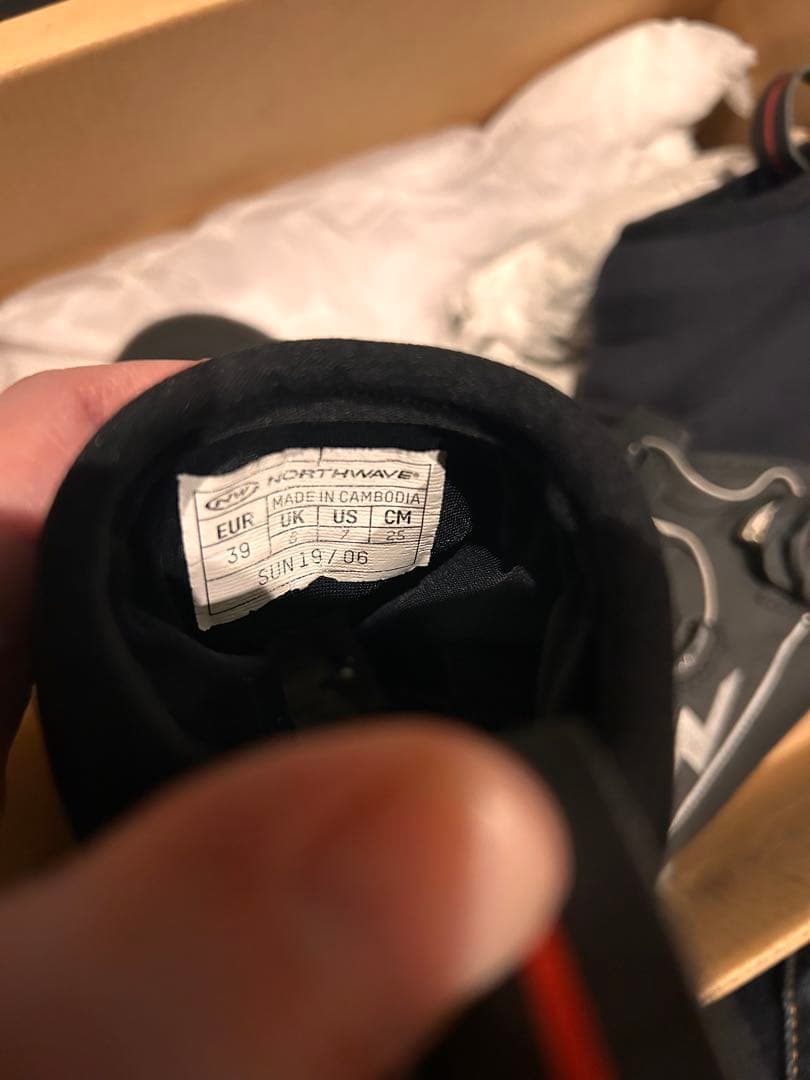 NW NORTHWAVE®
MADE IN CAMBODIA
EUR UK US CM
39 6 7 25
SUN19/06